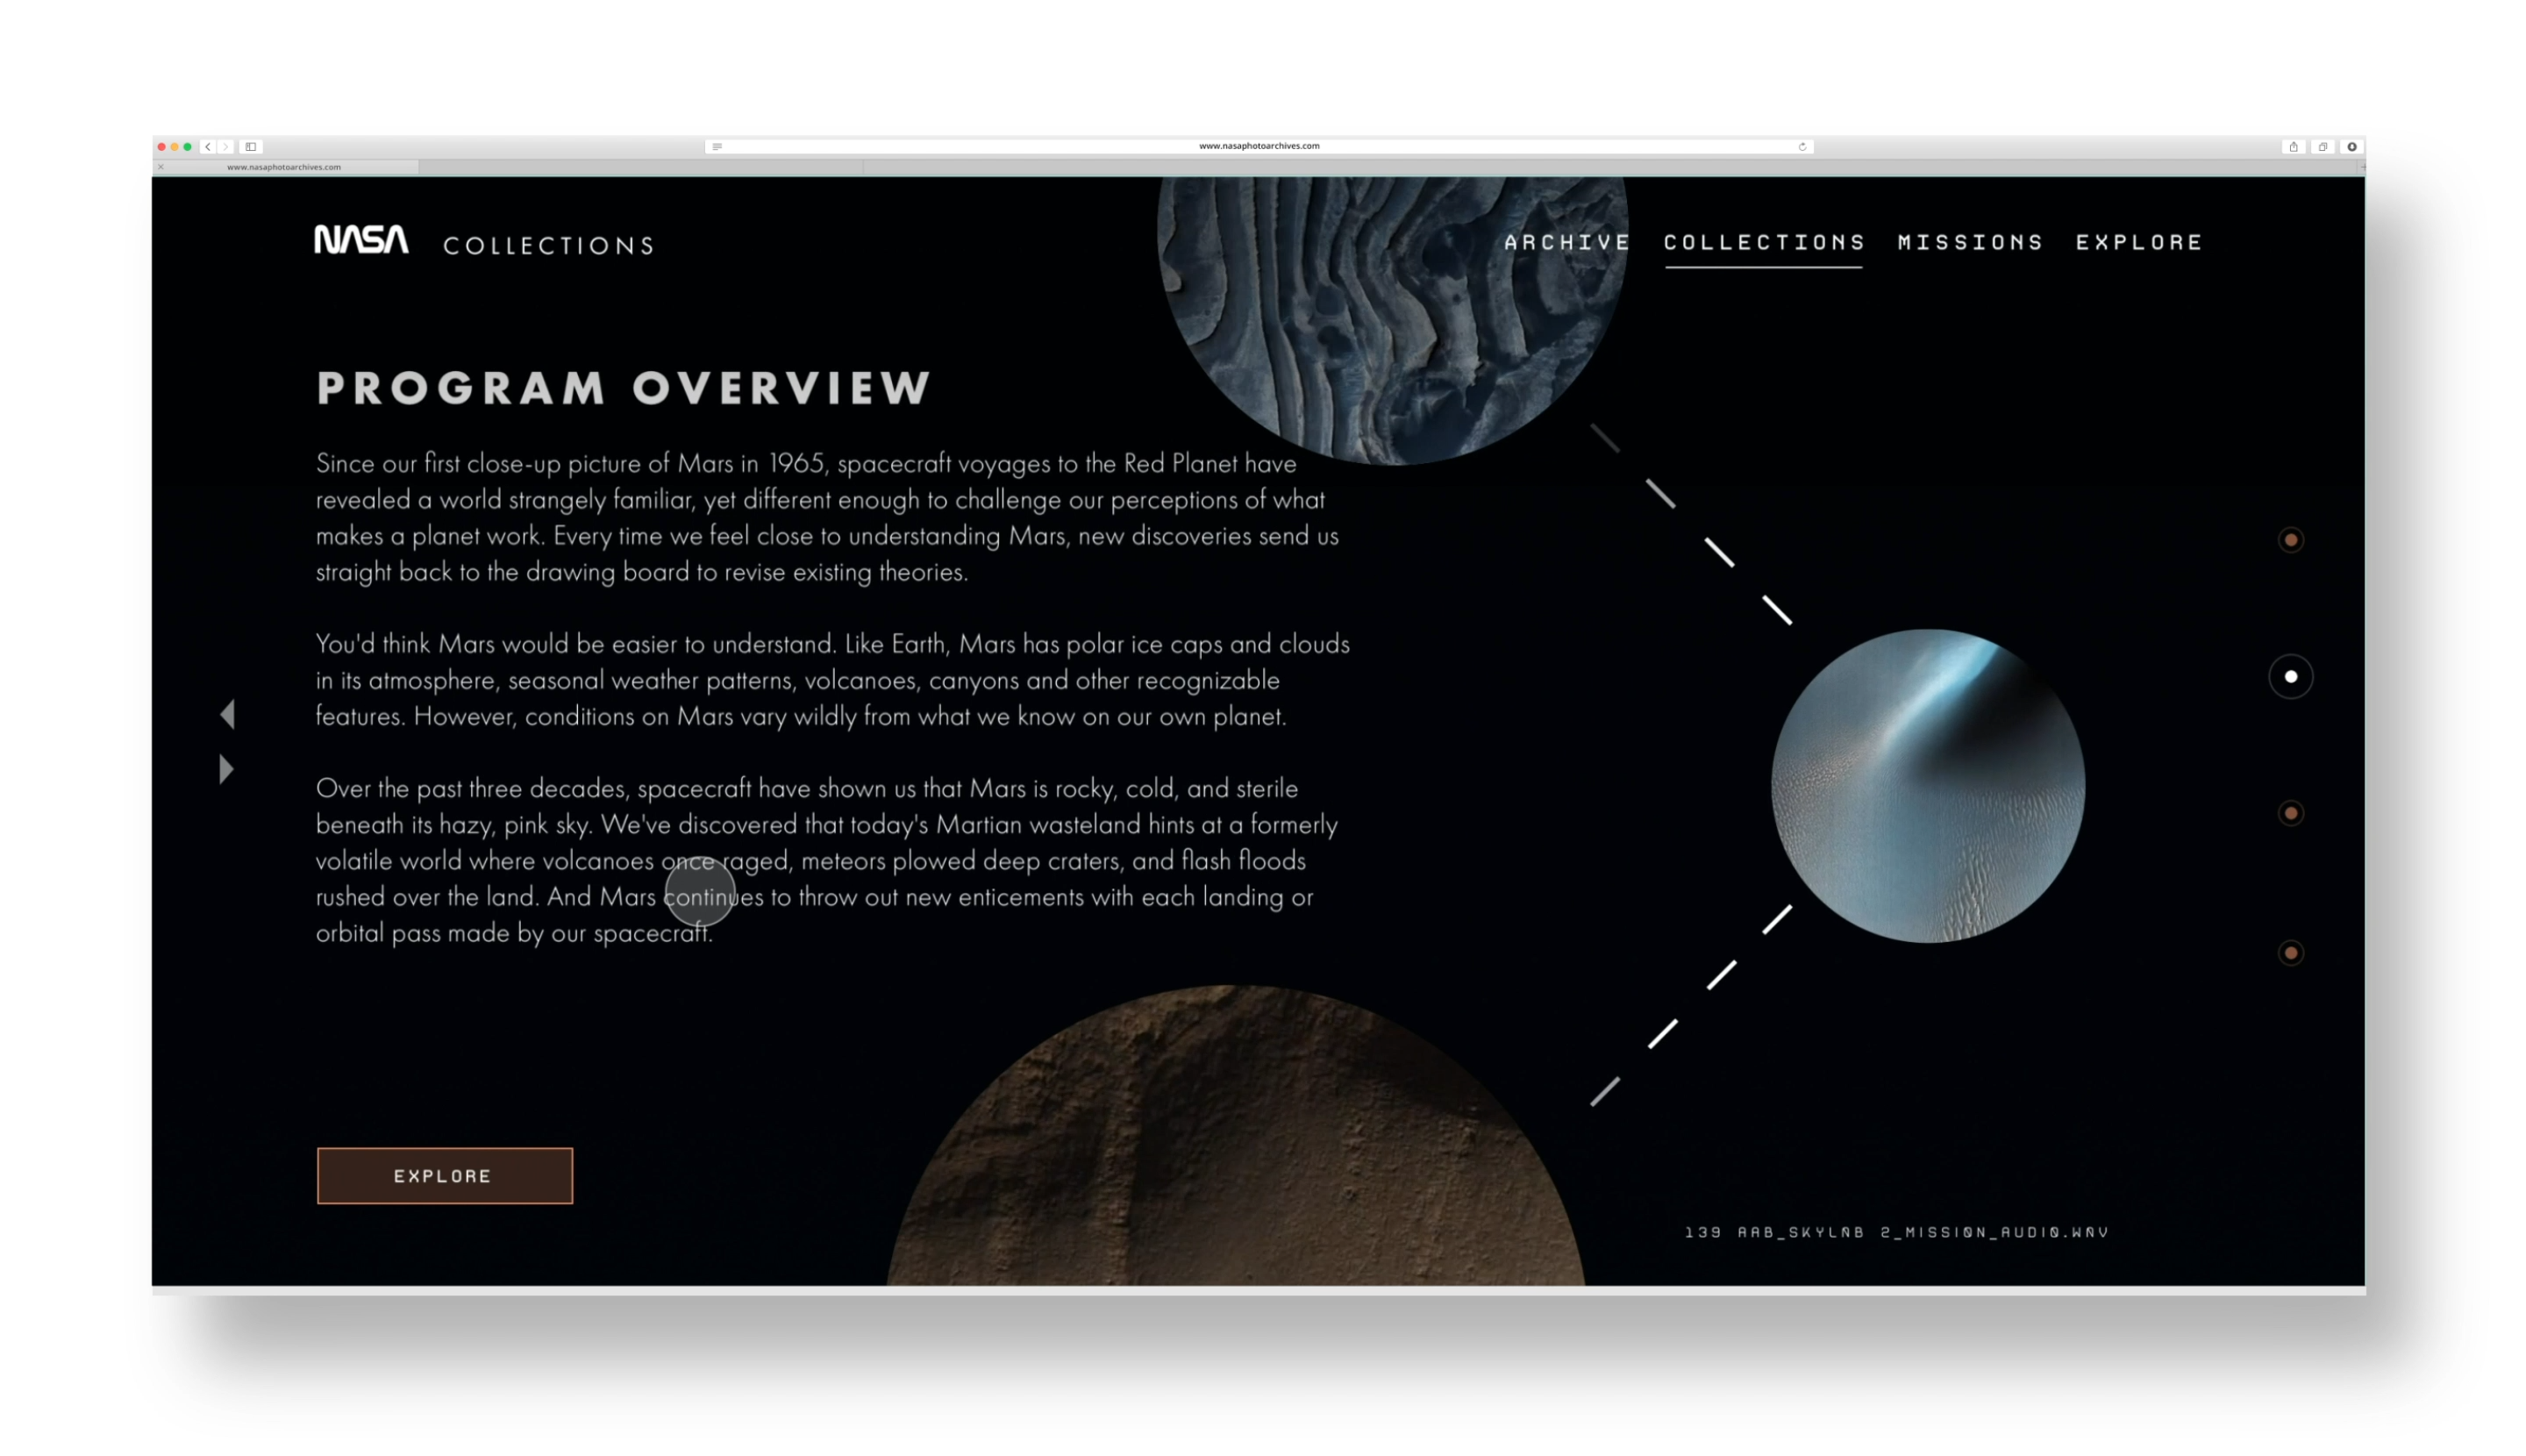 www.nasaphotoarchives.com
www.nasaphotoarchives.com
NASA COLLECTIONS
ARCHIVE COLLECTIONS MISSIONS EXPLORE
PROGRAM OVERVIEW
Since our first close-up picture of Mars in 1965, spacecraft voyages to the Red Planet have
revealed a world strangely familiar, yet different enough to challenge our perceptions of what
makes a planet work. Every time we feel close to understanding Mars, new discoveries send us
straight back to the drawing board to revise existing theories.
You'd think Mars would be easier to understand. Like Earth, Mars has polar ice caps and clouds
in its atmosphere, seasonal weather patterns, volcanoes, canyons and other recognizable
features. However, conditions on Mars vary wildly from what we know on our own planet.
Over the past three decades, spacecraft have shown us that Mars is rocky, cold, and sterile
beneath its hazy, pink sky. We've discovered that today's Martian wasteland hints at a formerly
volatile world where volcanoes once raged, meteors plowed deep craters, and flash floods
rushed over the land. And Mars continues to throw out new enticements with each landing or
orbital pass made by our spacecraft.
EXPLORE
139 AAB_SKYLAB 2_MISSION_AUDIO.WAV